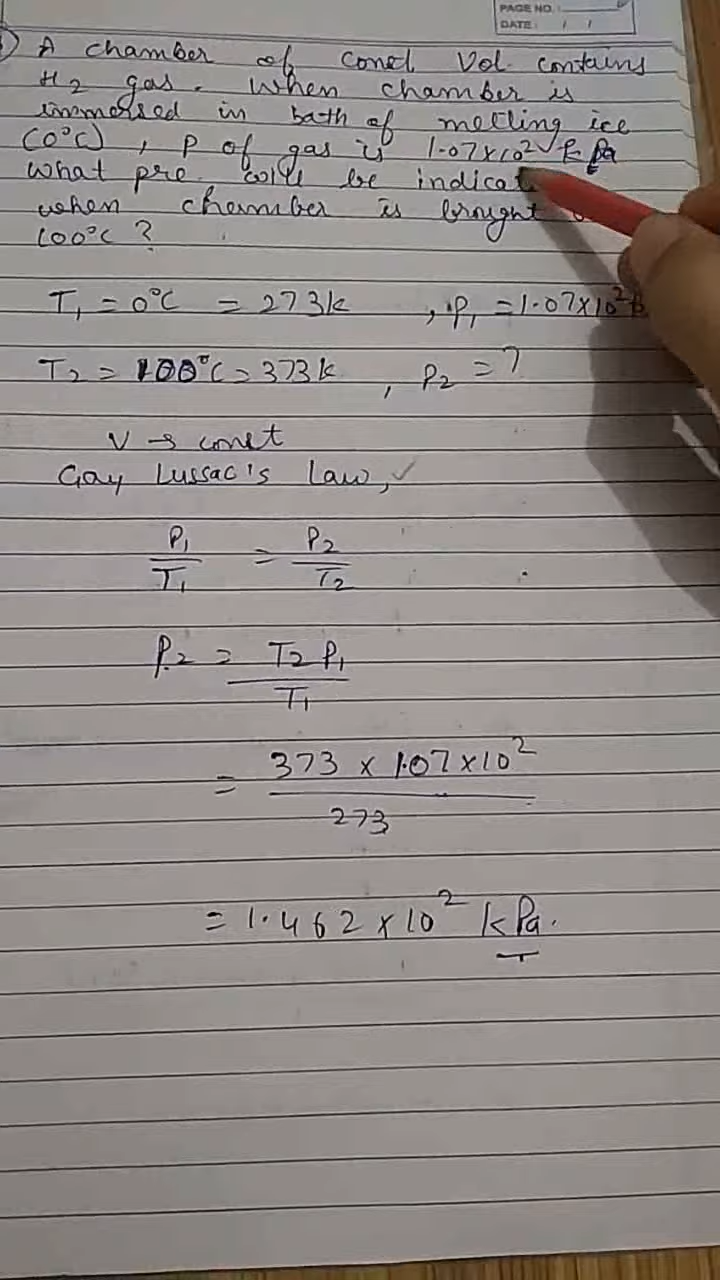 PAGE NO.
DATE: / /
) A chamber of const Vol. contains
H2 gas. When chamber is
immersed in bath of melting ice
(0°C), P of gas is 1.07×10² kPa
What pre. will be indicat
when chamber is brought
100°C?
T₁ = 0°C = 273k , P₁ = 1.07×10²
T₂ = 100°C = 373k , P₂ = ?
V → const
Gay Lussac's Law, ✓
P₁ / T₁ = P₂ / T₂
P₂ = T₂ P₁ / T₁
= 373 × 1.07 × 10² / 273
= 1.462 × 10² kPa.